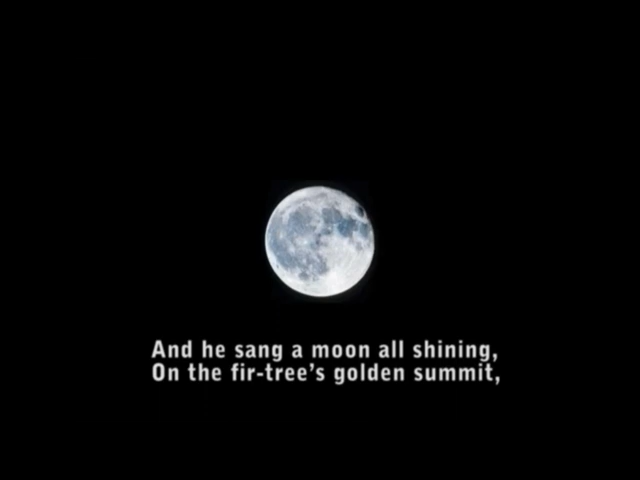 And he sang a moon all shining,
On the fir-tree’s golden summit,